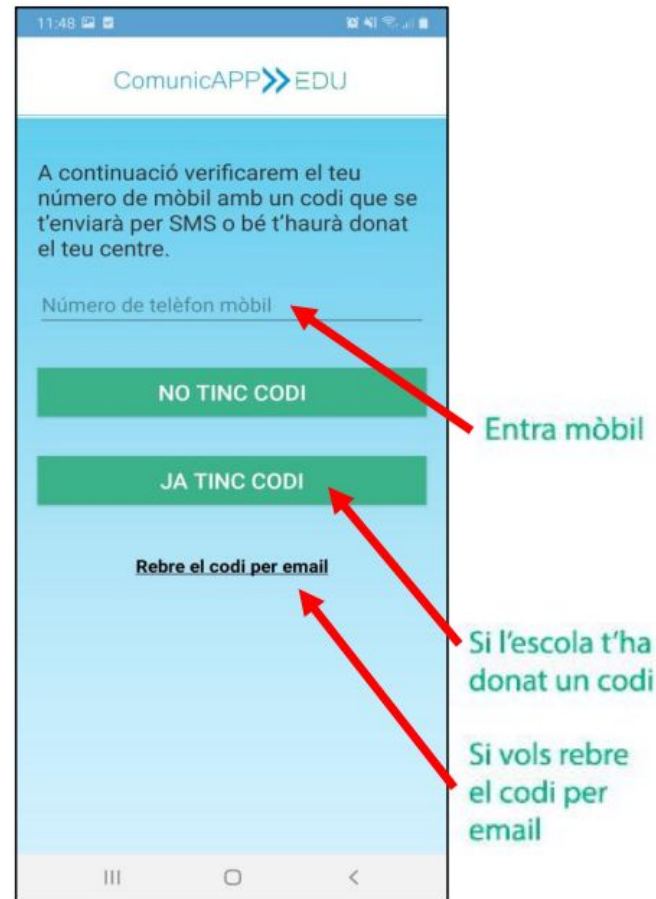 11:48
ComunicAPP EDU
A continuació verificarem el teu
número de mòbil amb un codi que se
t'enviarà per SMS o bé t'haurà donat
el teu centre.
Número de telèfon mòbil
NO TINC CODI
Entra mòbil
JA TINC CODI
Rebre el codi per email
Si l'escola t'ha
donat un codi
Si vols rebre
el codi per
email